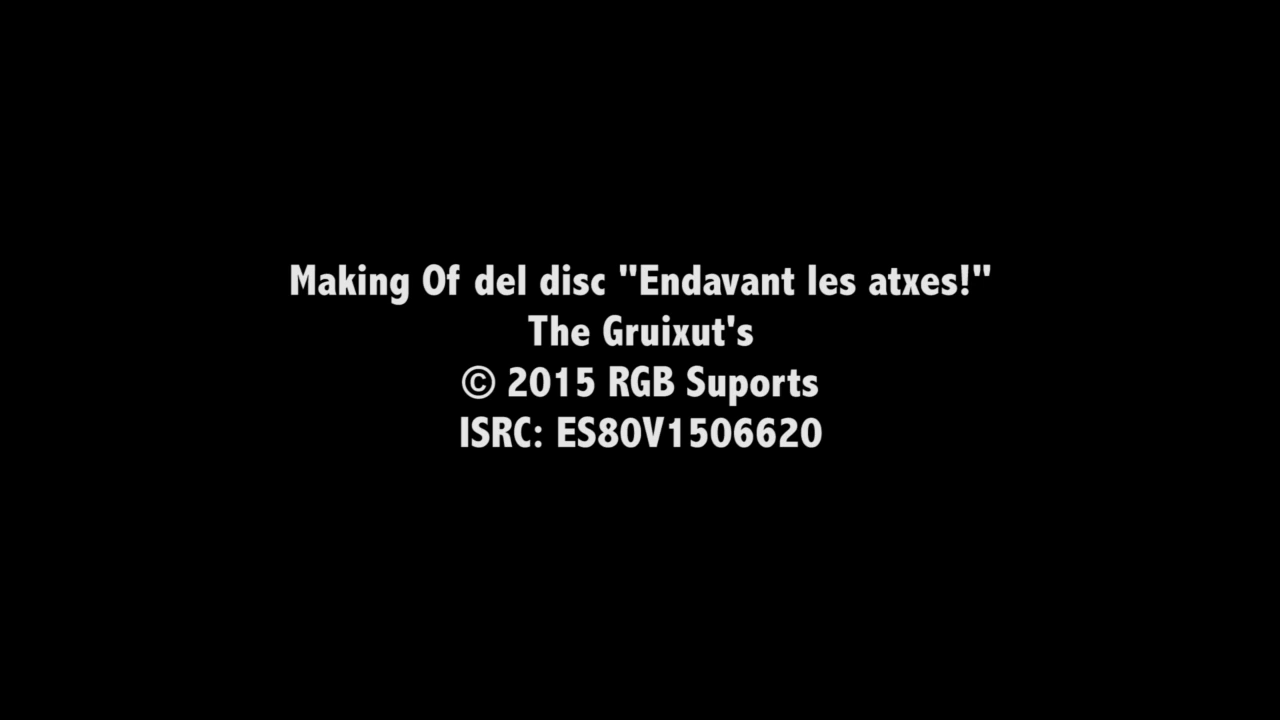 Making Of del disc "Endavant les atxes!"
The Gruixut's
© 2015 RGB Suports
ISRC: ES80V1506620